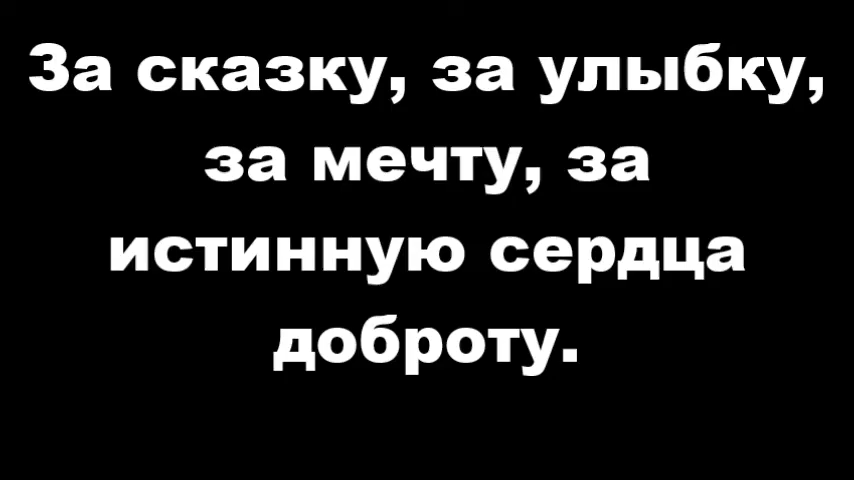 За сказку, за улыбку,
за мечту, за
истинную сердца
доброту.